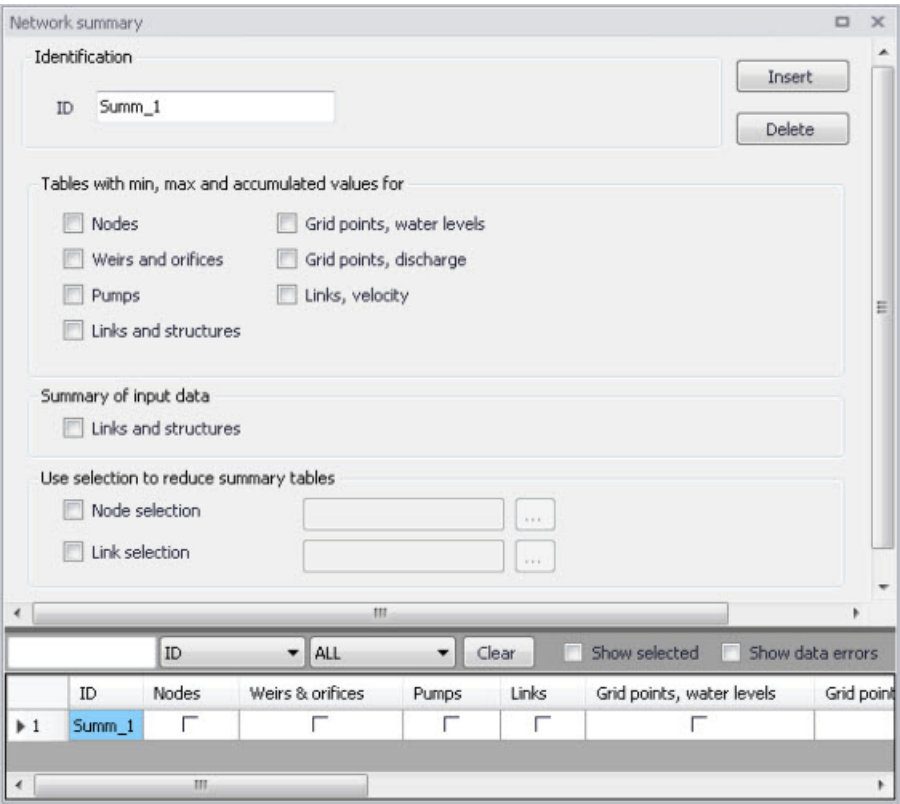 Network summary
Identification
ID Summ_1
Insert
Delete
Tables with min, max and accumulated values for
Nodes Grid points, water levels
Weirs and orifices Grid points, discharge
Pumps Links, velocity
Links and structures
Summary of input data
Links and structures
Use selection to reduce summary tables
Node selection ...
Link selection ...
ID ALL Clear Show selected Show data errors
ID Nodes Weirs & orifices Pumps Links Grid points, water levels Grid point
1 Summ_1